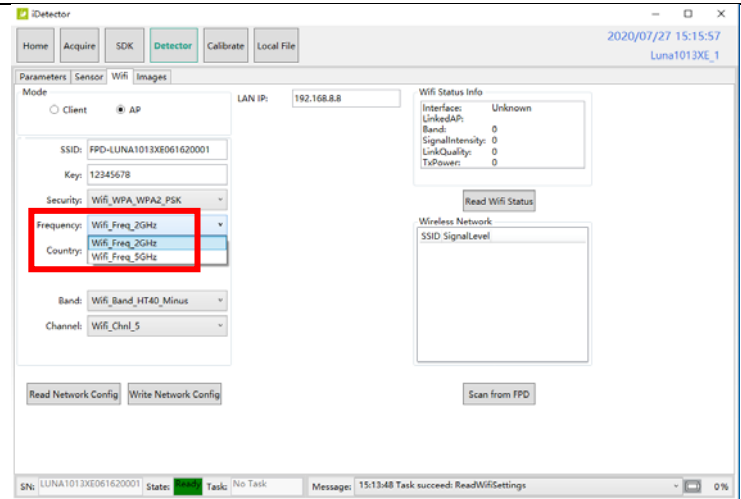 iDetector
Home Acquire SDK Detector Calibrate Local File
2020/07/27 15:15:57
Luna1013XE_1
Parameters Sensor Wifi Images
Mode
Client AP
LAN IP: 192.168.8.8
Wifi Status Info
Interface: Unknown
LinkedAP:
Band: 0
SignalIntensity: 0
LinkQuality: 0
TxPower: 0
Read Wifi Status
SSID: FPD-LUNA1013XE061620001
Key: 12345678
Security: Wifi_WPA_WPA2_PSK
Frequency: Wifi_Freq_2GHz
Wifi_Freq_2GHz
Wifi_Freq_5GHz
Country:
Band: Wifi_Band_HT40_Minus
Channel: Wifi_Chnl_5
Wireless Network
SSID SignalLevel
Read Network Config Write Network Config
Scan from FPD
SN: LUNA1013XE061620001 State: Ready Task: No Task Message: 15:13:48 Task succeed: ReadWifiSettings 0%